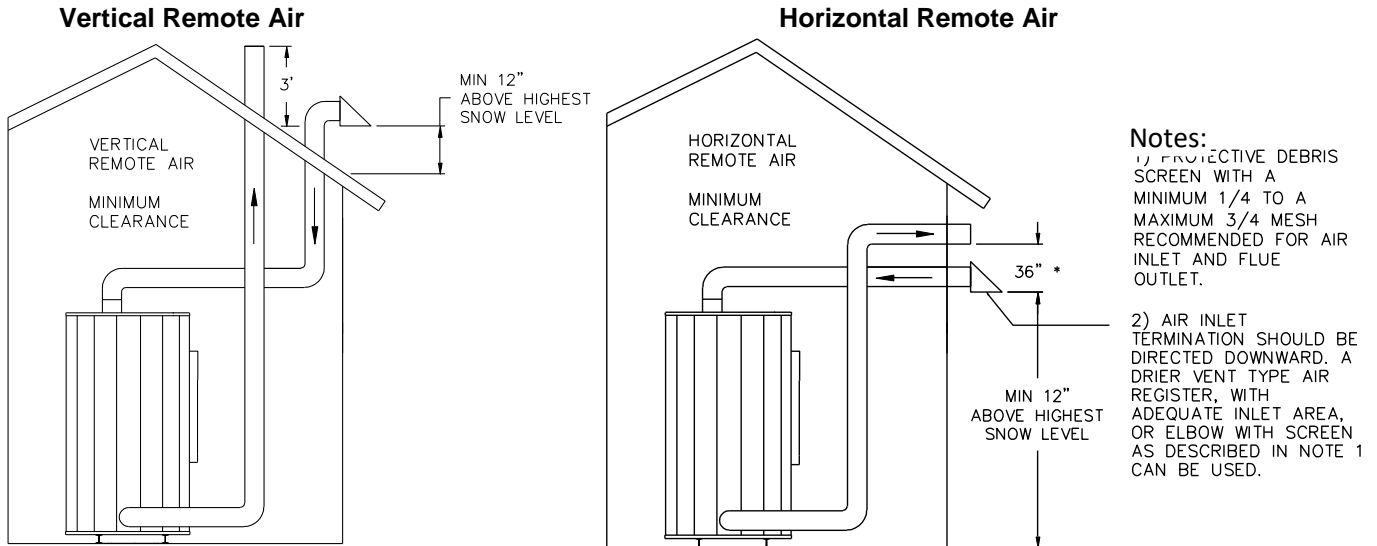 Vertical Remote Air
3'
MIN 12"
ABOVE HIGHEST
SNOW LEVEL
VERTICAL
REMOTE AIR
MINIMUM
CLEARANCE
Horizontal Remote Air
HORIZONTAL
REMOTE AIR
MINIMUM
CLEARANCE
36" *
MIN 12"
ABOVE HIGHEST
SNOW LEVEL
Notes:
1) PROTECTIVE DEBRIS
SCREEN WITH A
MINIMUM 1/4 TO A
MAXIMUM 3/4 MESH
RECOMMENDED FOR AIR
INLET AND FLUE
OUTLET.
2) AIR INLET
TERMINATION SHOULD BE
DIRECTED DOWNWARD. A
DRIER VENT TYPE AIR
REGISTER, WITH
ADEQUATE INLET AREA,
OR ELBOW WITH SCREEN
AS DESCRIBED IN NOTE 1
CAN BE USED.